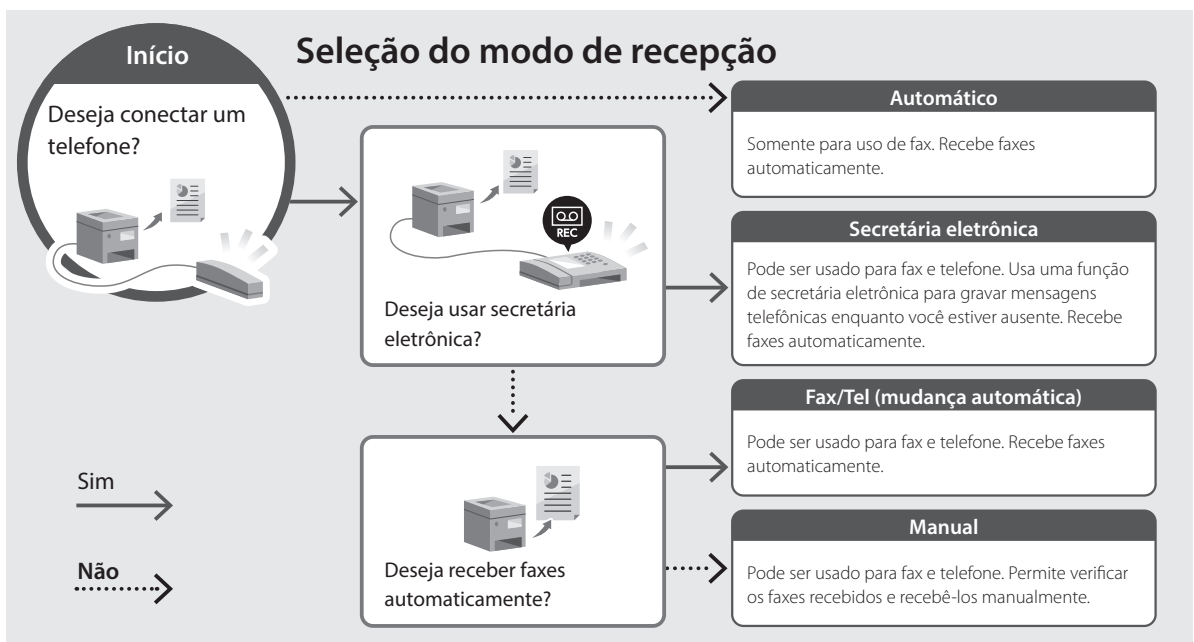 Seleção do modo de recepção
Início
Deseja conectar um
telefone?
REC
Deseja usar secretária
eletrônica?
Deseja receber faxes
automaticamente?
Automático
Somente para uso de fax. Recebe faxes
automaticamente.
Secretária eletrônica
Pode ser usado para fax e telefone. Usa uma função
de secretária eletrônica para gravar mensagens
telefônicas enquanto você estiver ausente. Recebe
faxes automaticamente.
Fax/Tel (mudança automática)
Pode ser usado para fax e telefone. Recebe faxes
automaticamente.
Manual
Pode ser usado para fax e telefone. Permite verificar
os faxes recebidos e recebê-los manualmente.
Sim
Não